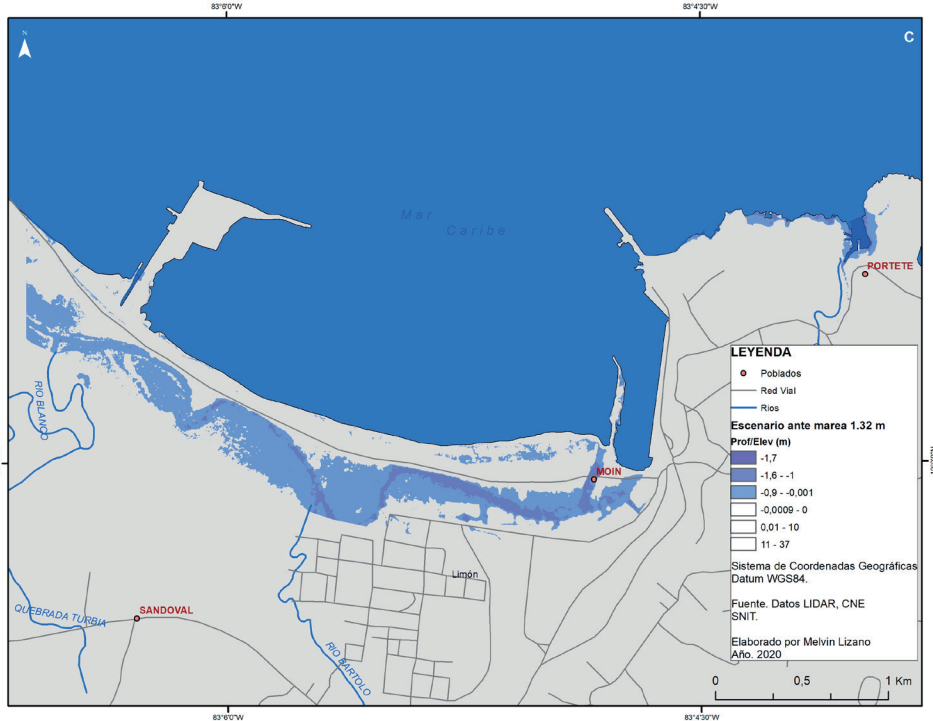 83°6'0"W
83°4'30"W
N
C
Mar
Caribe
PORTETE
RIO BLANCO
MOIN
Limón
SANDOVAL
QUEBRADA TURBIA
RIO BARTOLO
LEYENDA
Poblados
Red Vial
Rios
Escenario ante marea 1.32 m
Prof/Elev (m)
-1,7
-1,6 - -1
-0,9 - -0,001
-0,0009 - 0
0,01 - 10
11 - 37
Sistema de Coordenadas Geográficas
Datum WGS84.
Fuente. Datos LIDAR, CNE
SNIT.
Elaborado por Melvin Lizano
Año. 2020
0 0,5 1 Km
83°6'0"W
83°4'30"W